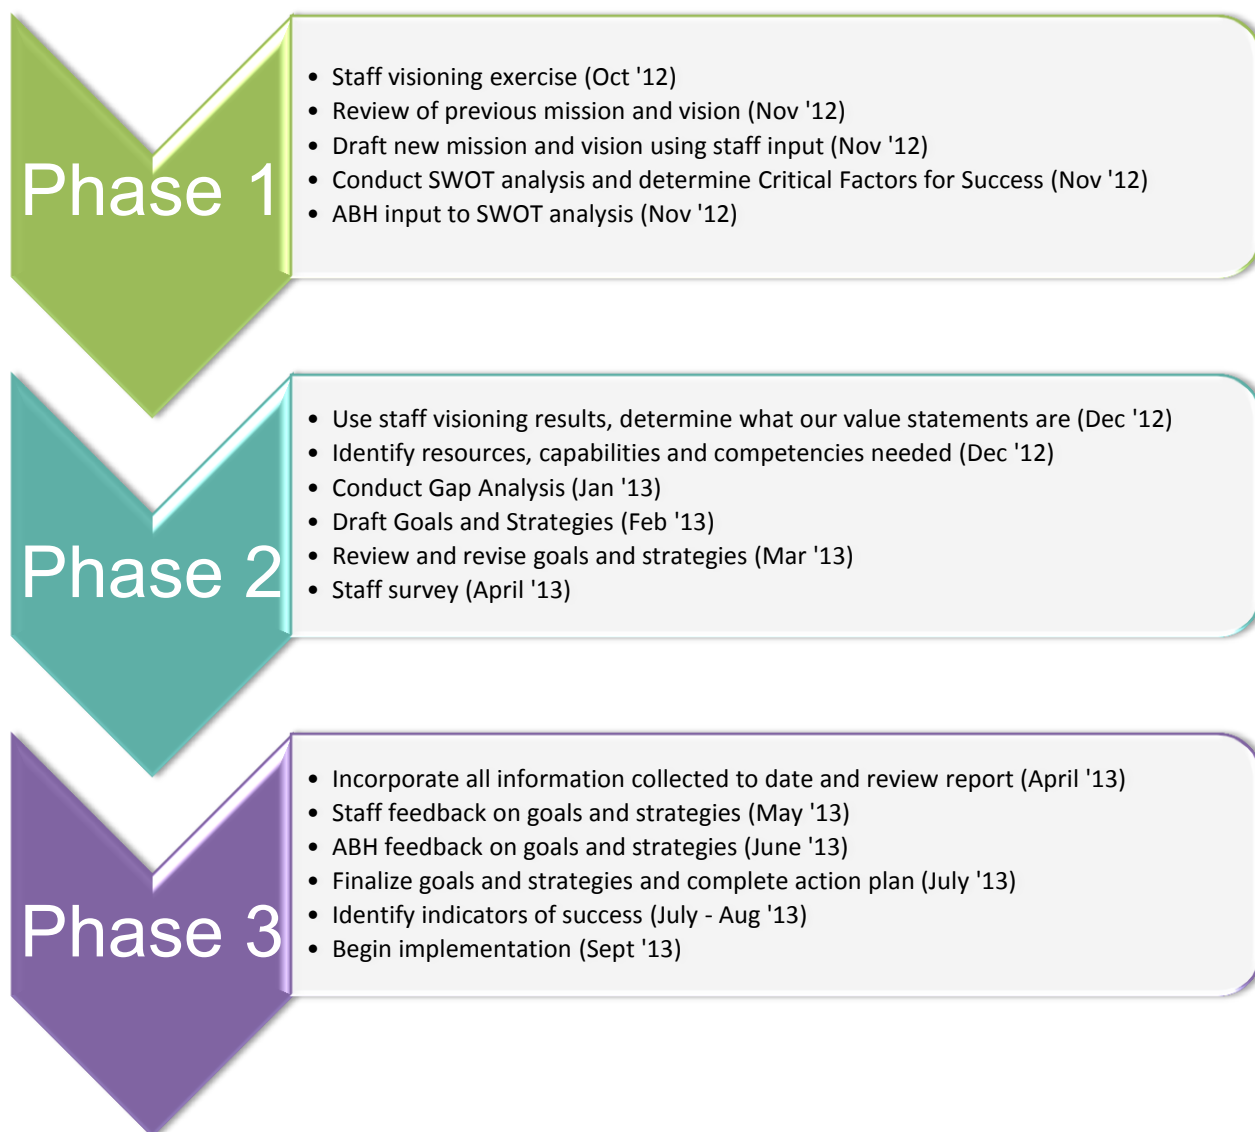 Phase 1
• Staff visioning exercise (Oct '12)
• Review of previous mission and vision (Nov '12)
• Draft new mission and vision using staff input (Nov '12)
• Conduct SWOT analysis and determine Critical Factors for Success (Nov '12)
• ABH input to SWOT analysis (Nov '12)
Phase 2
• Use staff visioning results, determine what our value statements are (Dec '12)
• Identify resources, capabilities and competencies needed (Dec '12)
• Conduct Gap Analysis (Jan '13)
• Draft Goals and Strategies (Feb '13)
• Review and revise goals and strategies (Mar '13)
• Staff survey (April '13)
Phase 3
• Incorporate all information collected to date and review report (April '13)
• Staff feedback on goals and strategies (May '13)
• ABH feedback on goals and strategies (June '13)
• Finalize goals and strategies and complete action plan (July '13)
• Identify indicators of success (July - Aug '13)
• Begin implementation (Sept '13)